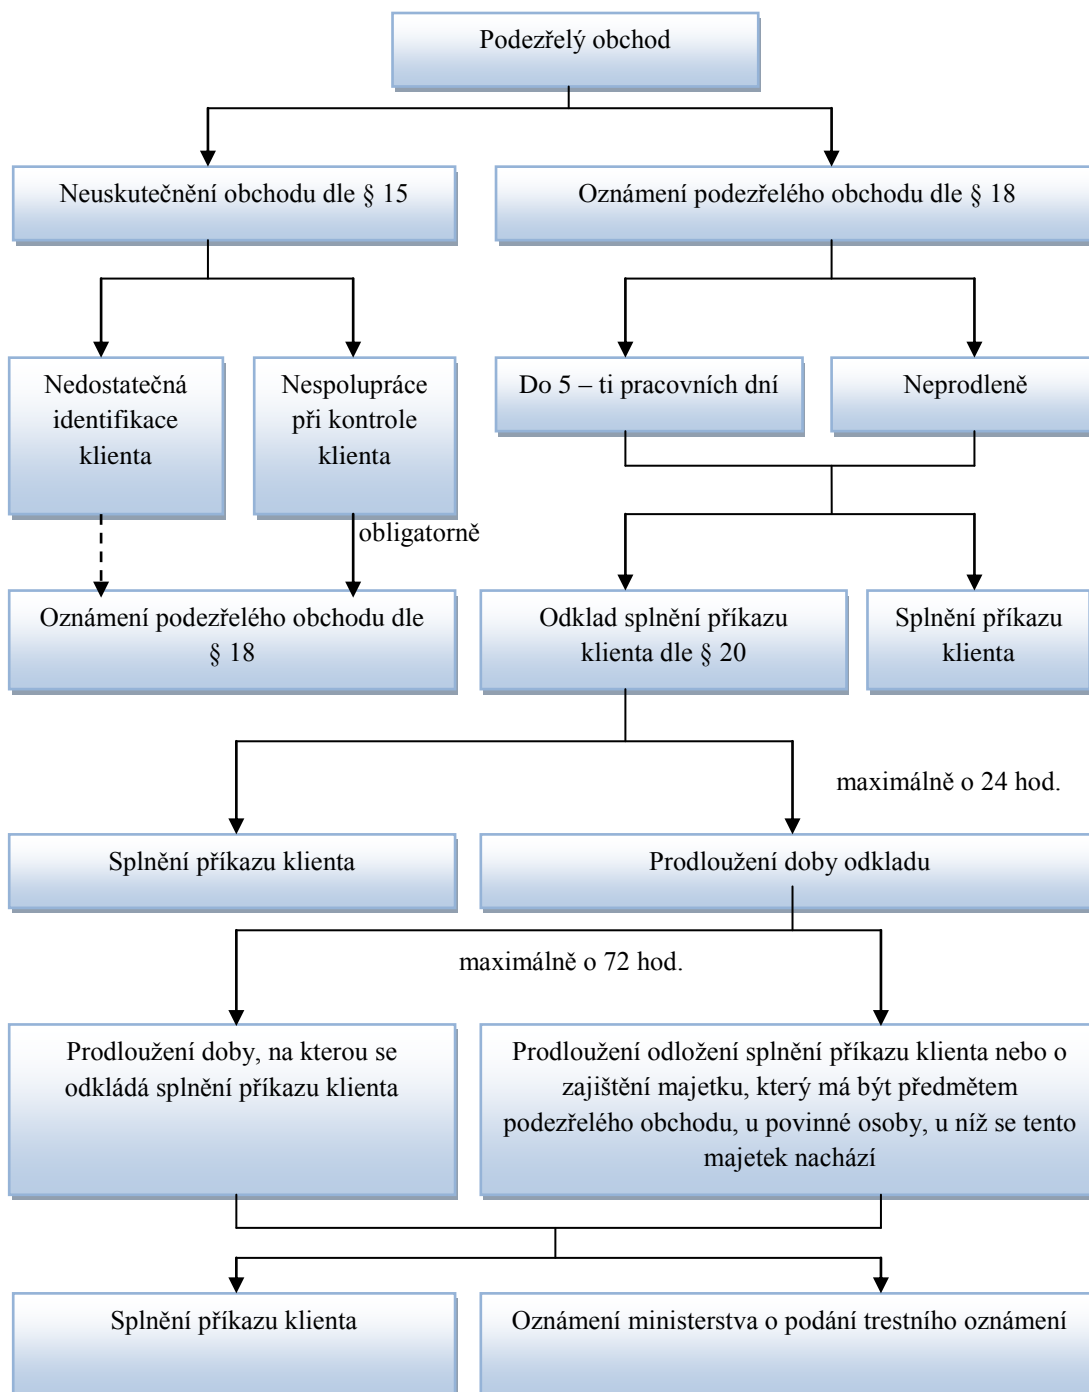 Podezřelý obchod
Neuskutečnění obchodu dle § 15
Oznámení podezřelého obchodu dle § 18
Nedostatečná
identifikace
klienta
Nespolupráce
při kontrole
klienta
Do 5 – ti pracovních dní
Neprodleně
obligatorně
Oznámení podezřelého obchodu dle
§ 18
Odklad splnění příkazu
klienta dle § 20
Splnění příkazu
klienta
maximálně o 24 hod.
Splnění příkazu klienta
Prodloužení doby odkladu
maximálně o 72 hod.
Prodloužení doby, na kterou se
odkládá splnění příkazu klienta
Prodloužení odložení splnění příkazu klienta nebo o
zajištění majetku, který má být předmětem
podezřelého obchodu, u povinné osoby, u níž se tento
majetek nachází
Splnění příkazu klienta
Oznámení ministerstva o podání trestního oznámení